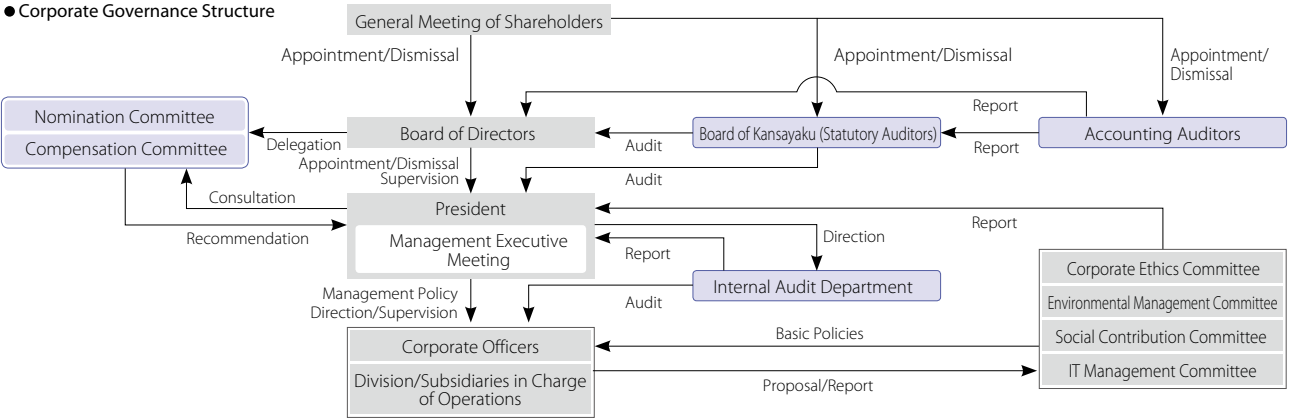 ● Corporate Governance Structure
General Meeting of Shareholders
Appointment/Dismissal
Appointment/Dismissal
Appointment/
Dismissal
Report
Nomination Committee
Compensation Committee
Delegation
Board of Directors
Audit
Board of Kansayaku (Statutory Auditors)
Report
Accounting Auditors
Appointment/Dismissal
Supervision
Audit
Consultation
Recommendation
President
Management Executive
Meeting
Report
Direction
Report
Internal Audit Department
Audit
Management Policy
Direction/Supervision
Corporate Ethics Committee
Environmental Management Committee
Social Contribution Committee
IT Management Committee
Basic Policies
Corporate Officers
Division/Subsidiaries in Charge
of Operations
Proposal/Report